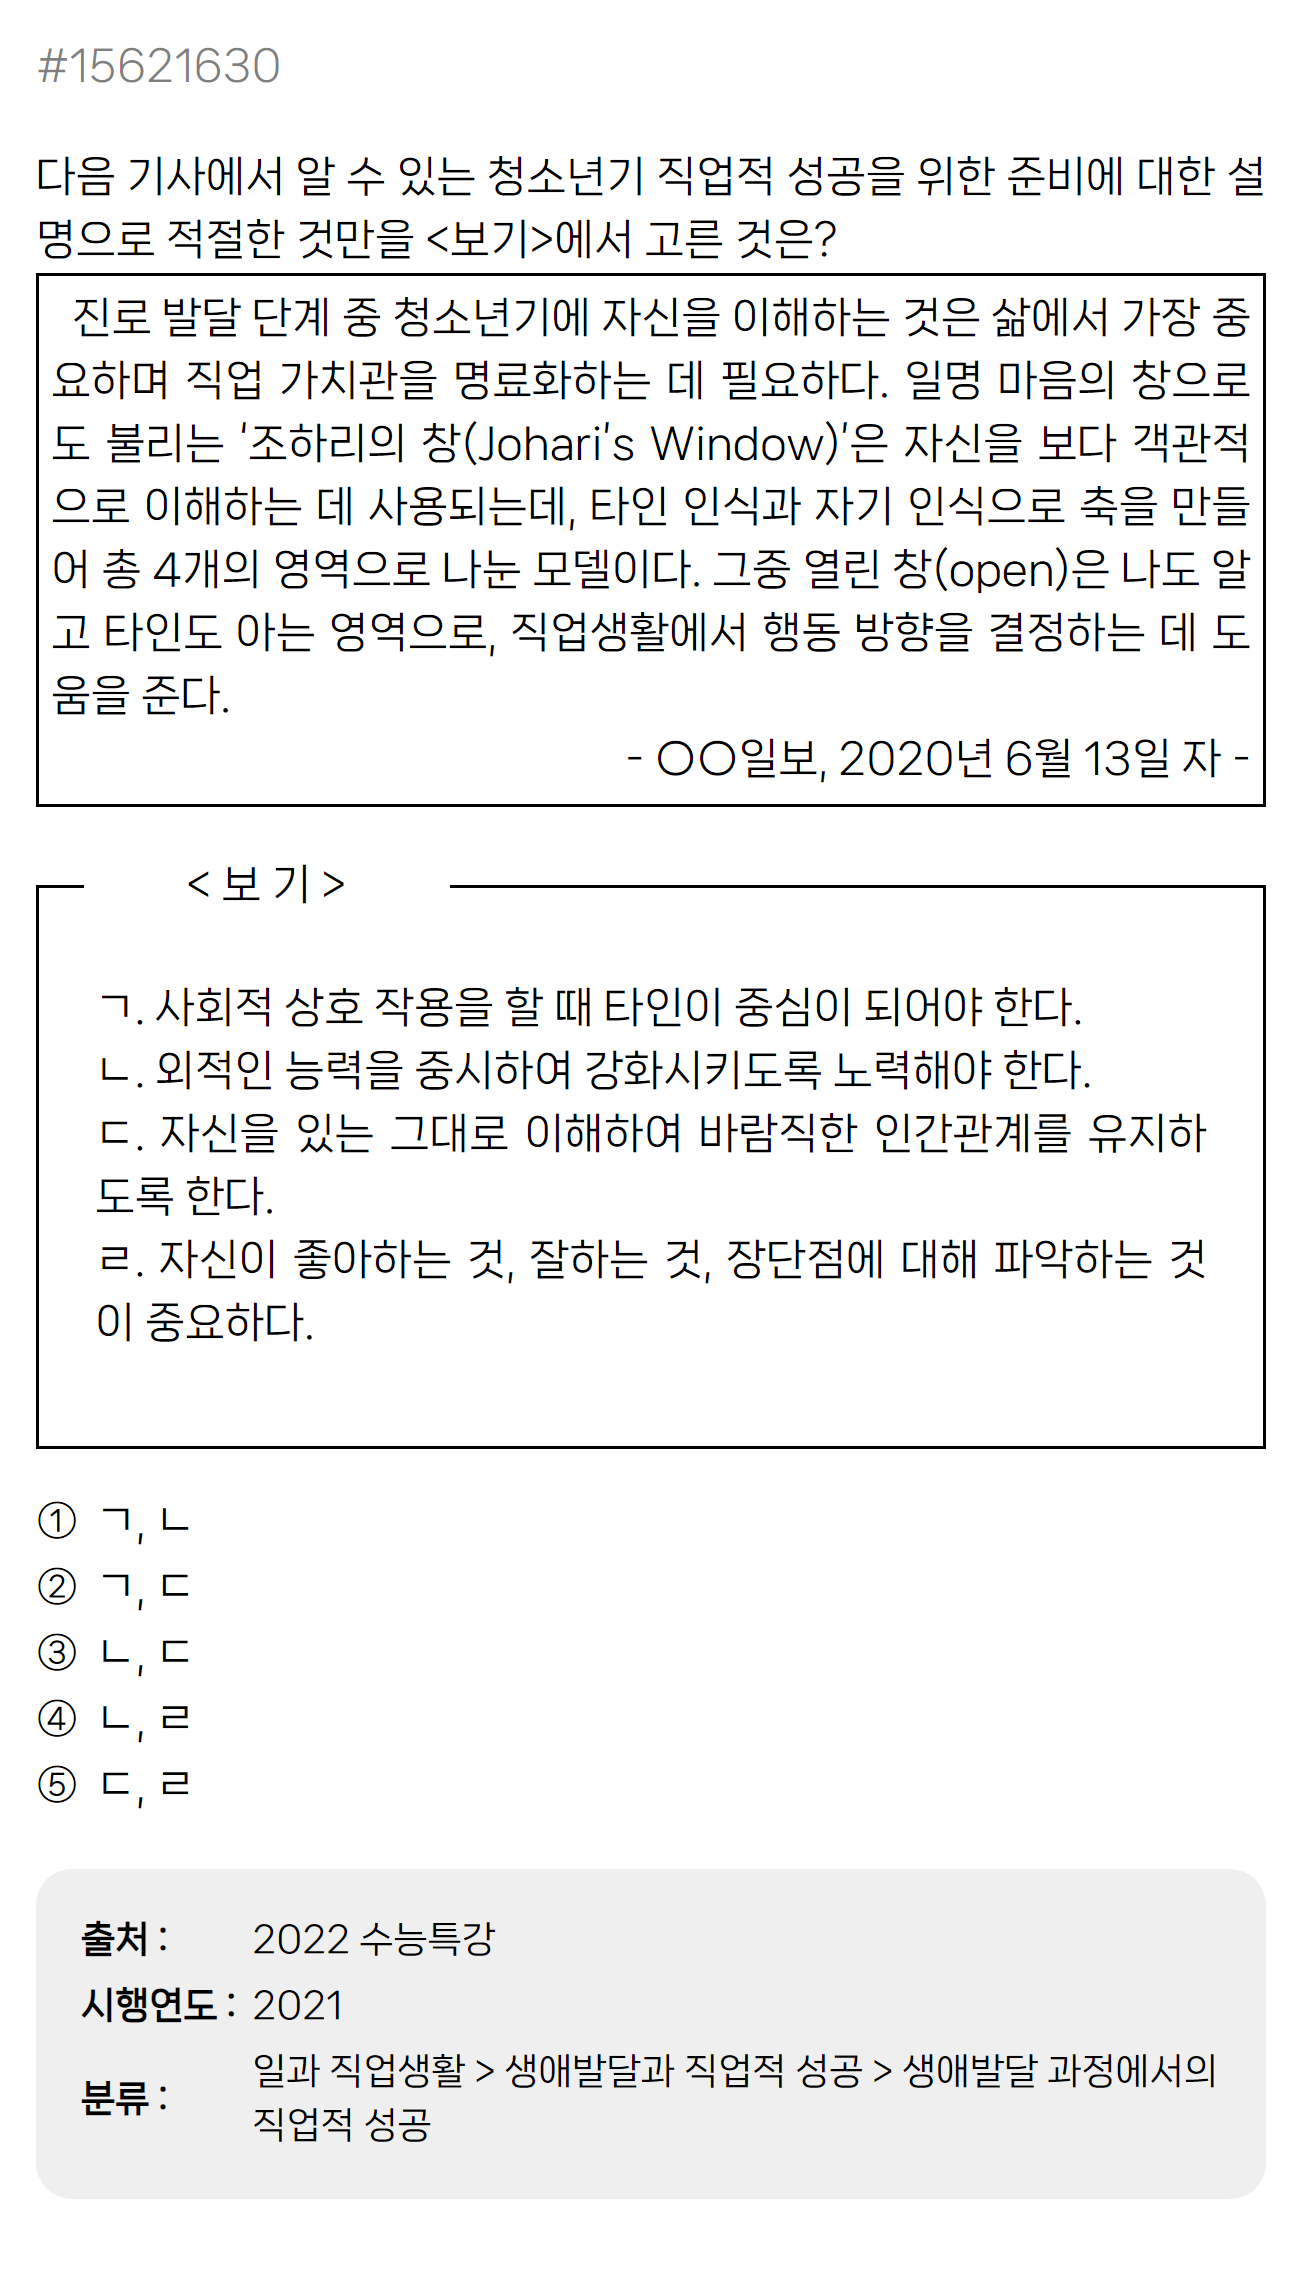 #15621630
다음 기사에서 알 수 있는 청소년기 직업적 성공을 위한 준비에 대한 설
명으로 적절한 것만을 <보기>에서 고른 것은?
진로 발달 단계 중 청소년기에 자신을 이해하는 것은 삶에서 가장 중
요하며 직업 가치관을 명료화하는 데 필요하다. 일명 마음의 창으로
도 불리는 '조하리의 창(Johari's Window)'은 자신을 보다 객관적
으로 이해하는 데 사용되는데, 타인 인식과 자기 인식으로 축을 만들
어 총 4개의 영역으로 나눈 모델이다. 그중 열린 창(open)은 나도 알
고 타인도 아는 영역으로, 직업생활에서 행동 방향을 결정하는 데 도
움을 준다.
- 〇〇일보, 2020년 6월 13일 자 -
< 보 기 >
ㄱ. 사회적 상호 작용을 할 때 타인이 중심이 되어야 한다.
ㄴ. 외적인 능력을 중시하여 강화시키도록 노력해야 한다.
ㄷ. 자신을 있는 그대로 이해하여 바람직한 인간관계를 유지하
도록 한다.
ㄹ. 자신이 좋아하는 것, 잘하는 것, 장단점에 대해 파악하는 것
이 중요하다.
① ㄱ, ㄴ
② ㄱ, ㄷ
③ ㄴ, ㄷ
④ ㄴ, ㄹ
⑤ ㄷ, ㄹ
출처 : 2022 수능특강
시행연도 : 2021
분류 : 일과 직업생활 > 생애발달과 직업적 성공 > 생애발달 과정에서의
직업적 성공